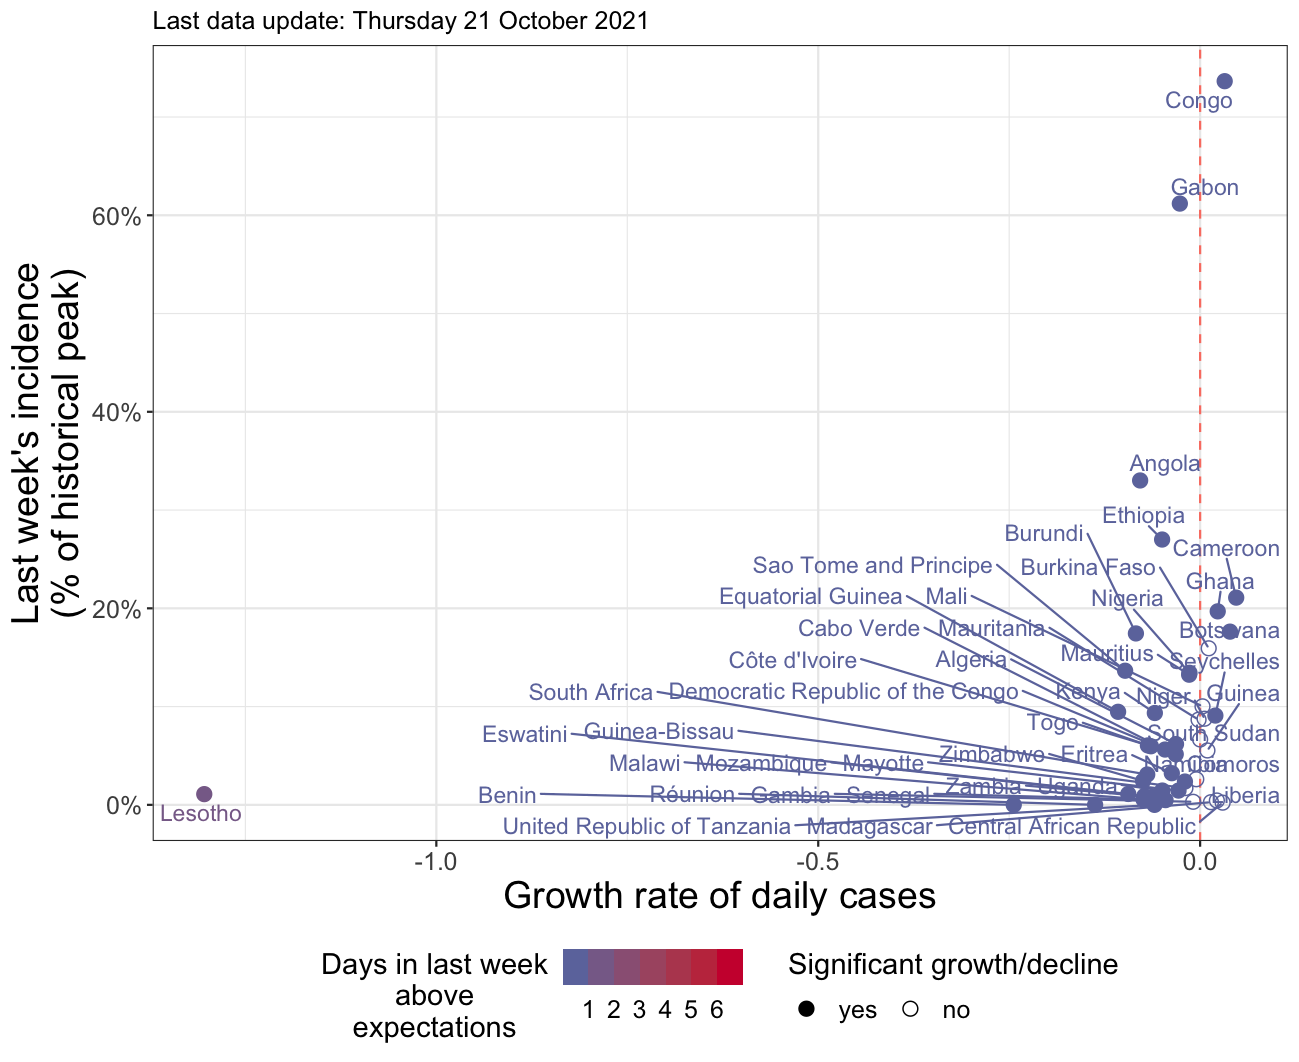 Last data update: Thursday 21 October 2021
Last week's incidence
(% of historical peak)
60%
40%
20%
0%
Congo
Gabon
Angola
Ethiopia
Burundi
Cameroon
Sao Tome and Principe
Burkina Faso
Ghana
Equatorial Guinea
Mali
Nigeria
Cabo Verde
Mauritania
Botswana
Côte d'Ivoire
Algeria
Mauritius
Seychelles
South Africa
Democratic Republic of the Congo
Kenya
Niger
Guinea
Eswatini
Guinea-Bissau
Togo
South Sudan
Malawi
Mozambique
Mayotte
Zimbabwe
Eritrea
Namibia
Comoros
Benin
Réunion
Gambia
Senegal
Zambia
Uganda
Liberia
United Republic of Tanzania
Madagascar
Central African Republic
Lesotho
-1.0
-0.5
0.0
Growth rate of daily cases
Days in last week
above
expectations
1 2 3 4 5 6
Significant growth/decline
yes
no